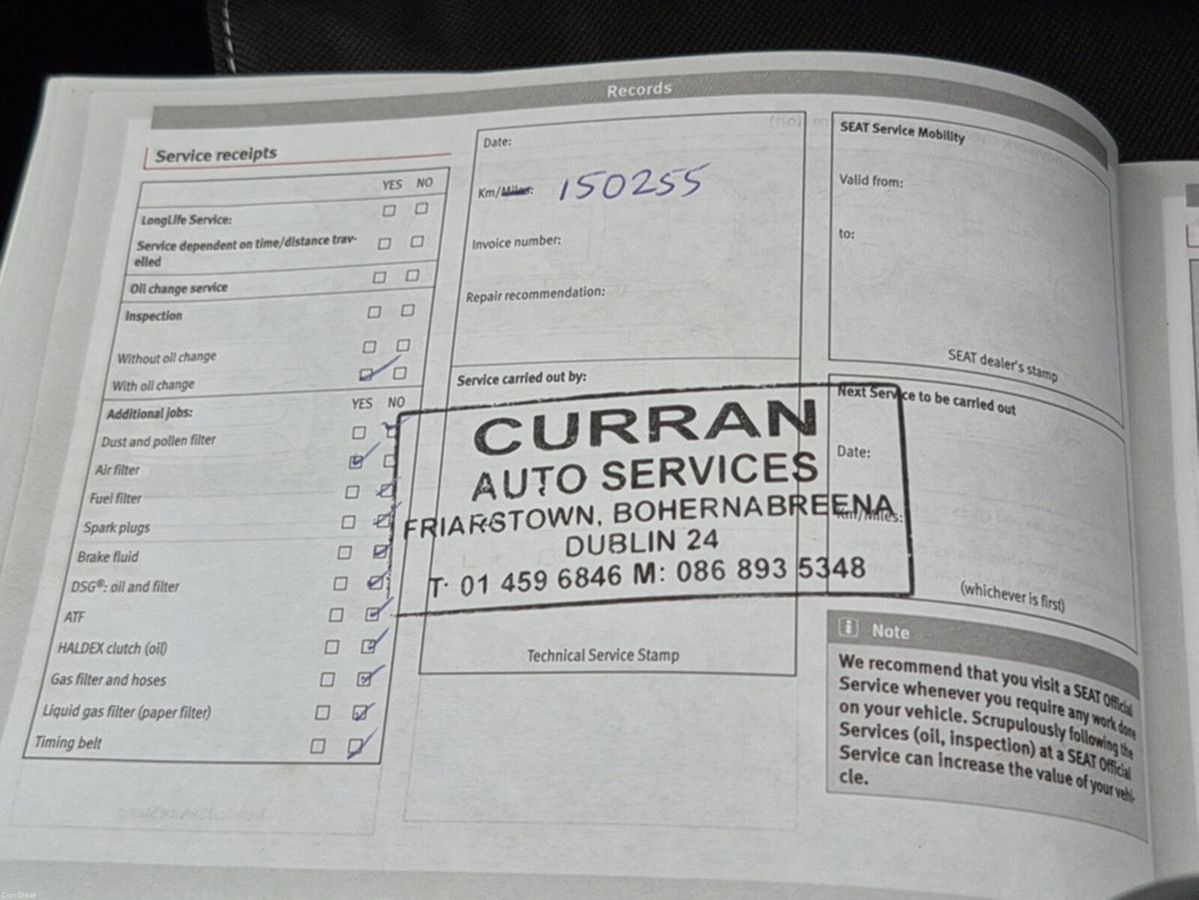 Records
Service receipts
YES NO
LongLife Service:
Service dependent on time/distance trav-
elled
Oil change service
Inspection
Without oil change
With oil change
Additional jobs: YES NO
Dust and pollen filter
Air filter
Fuel filter
Spark plugs
Brake fluid
DSG®: oil and filter
ATF
HALDEX clutch (oil)
Gas filter and hoses
Liquid gas filter (paper filter)
Timing belt
Date:
Km/Miles: 150255
Invoice number:
Repair recommendation:
Service carried out by:
CURRAN
AUTO SERVICES
FRIARSTOWN, BOHERNABREENA
DUBLIN 24
T: 01 459 6846 M: 086 893 5348
Technical Service Stamp
SEAT Service Mobility
Valid from:
to:
SEAT dealer's stamp
Next Service to be carried out
Date:
Km/Miles:
(whichever is first)
i Note
We recommend that you visit a SEAT Official
Service whenever you require any work done
on your vehicle. Scrupulously following the
Services (oil, inspection) at a SEAT Official
Service can increase the value of your vehi-
cle.